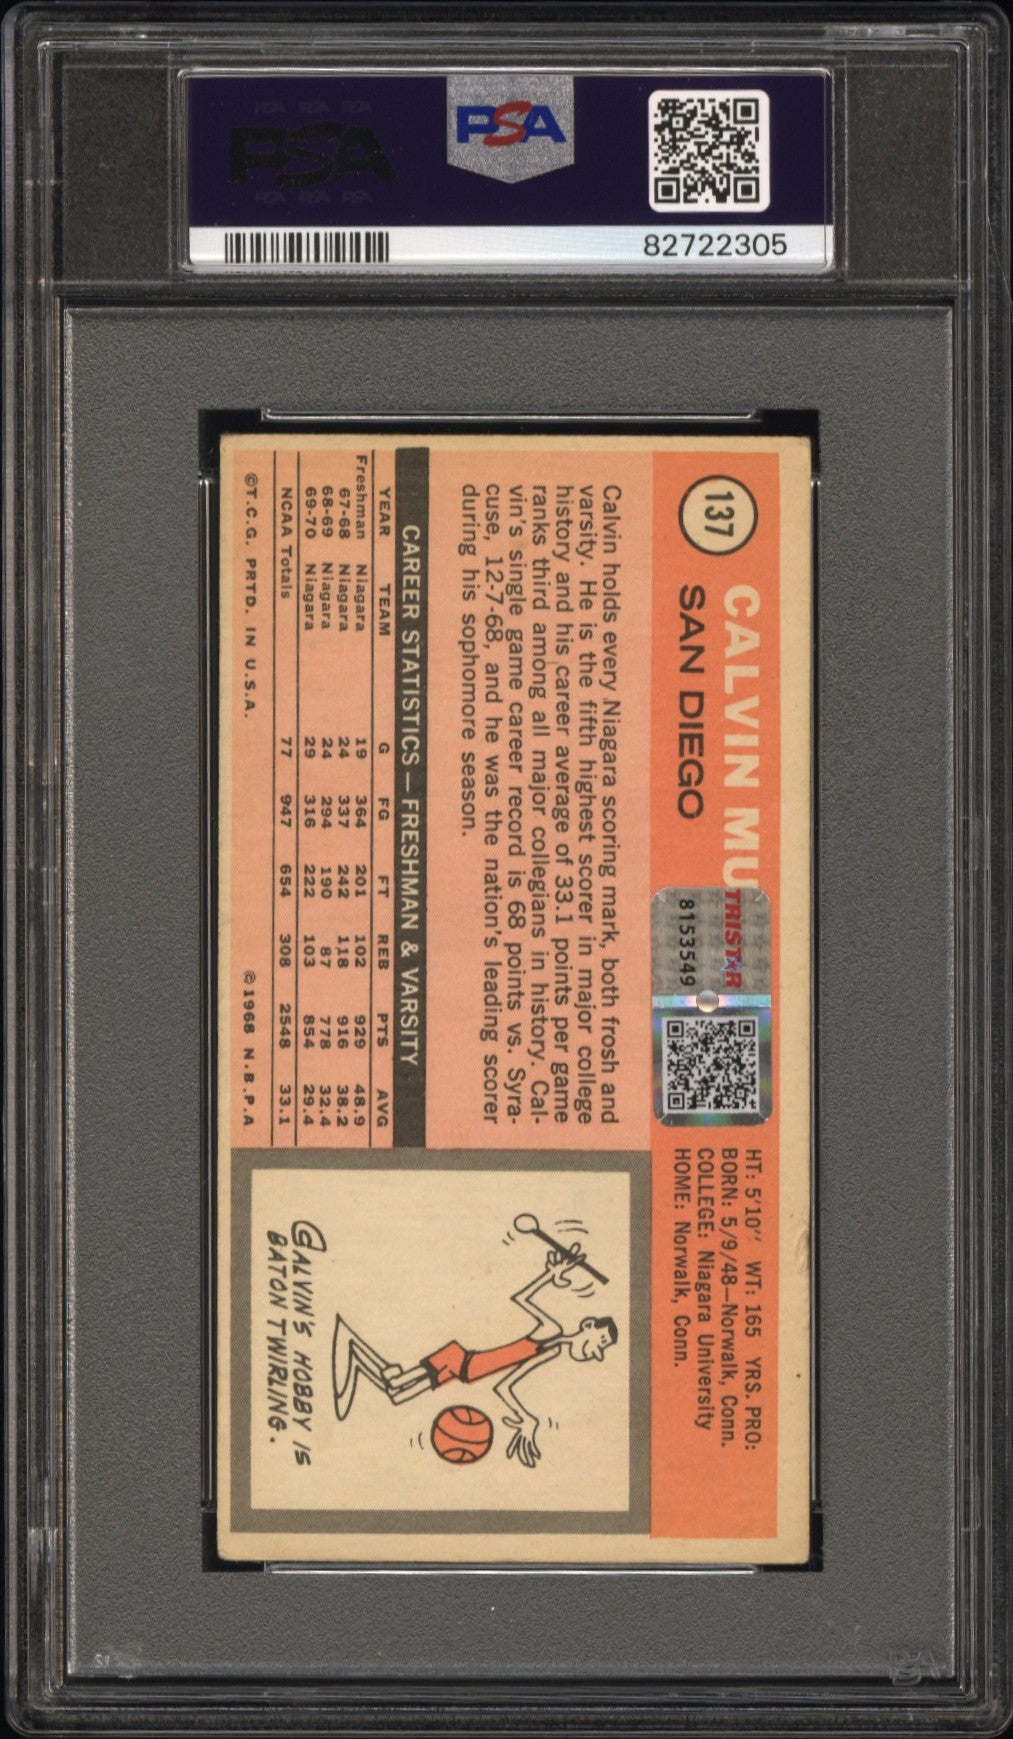 PSA
82722305
137
CALVIN MU
SAN DIEGO
TRISTAR
8153549
HT: 5'10" WT: 165 YRS. PRO:
BORN: 5/9/48—Norwalk, Conn.
COLLEGE: Niagara University
HOME: Norwalk, Conn.
Calvin holds every Niagara scoring mark, both frosh and
varsity. He is the fifth highest scorer in major college
history and his career average of 33.1 points per game
ranks third among all major collegians in history. Cal-
vin's single game career record is 68 points vs. Syra-
cuse, 12-7-68, and he was the nation's leading scorer
during his sophomore season.
CAREER STATISTICS—FRESHMAN & VARSITY
YEAR TEAM G FG FT REB PTS AVG
Freshman Niagara 19 364 201 102 929 48.9
67-68 Niagara 24 337 242 118 916 38.2
68-69 Niagara 24 294 190 87 778 32.4
69-70 Niagara 29 316 222 103 854 29.4
NCAA Totals 77 947 654 308 2548 33.1
©T.C.G. PRTD. IN U.S.A. ©1968 N.B.P.A
CALVIN'S HOBBY IS
BATON TWIRLING.
PSA